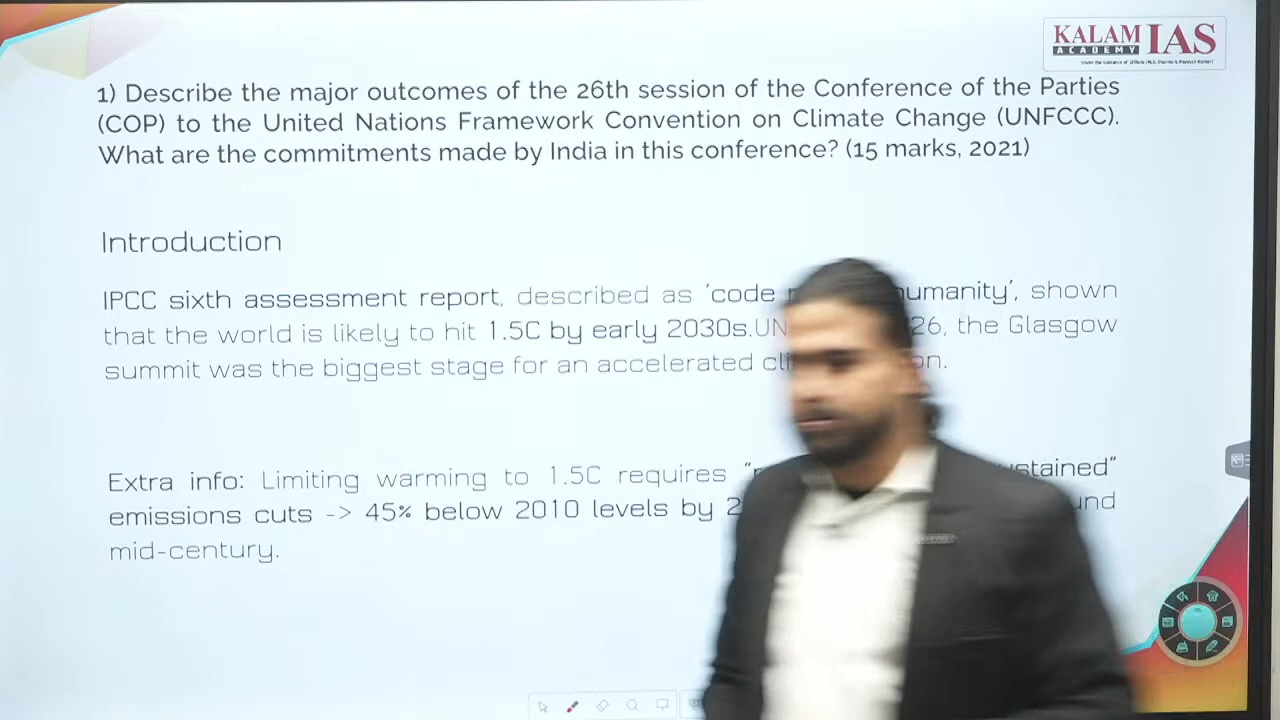 KALAM IAS
ACADEMY
1) Describe the major outcomes of the 26th session of the Conference of the Parties
(COP) to the United Nations Framework Convention on Climate Change (UNFCCC).
What are the commitments made by India in this conference? (15 marks, 2021)
Introduction
IPCC sixth assessment report, described as ‘code umanity’, shown
that the world is likely to hit 1.5C by early 2030s.UN 26, the Glasgow
summit was the biggest stage for an accelerated cli on.
Extra info: Limiting warming to 1.5C requires “ stained”
emissions cuts -> 45% below 2010 levels by 2 und
mid-century.